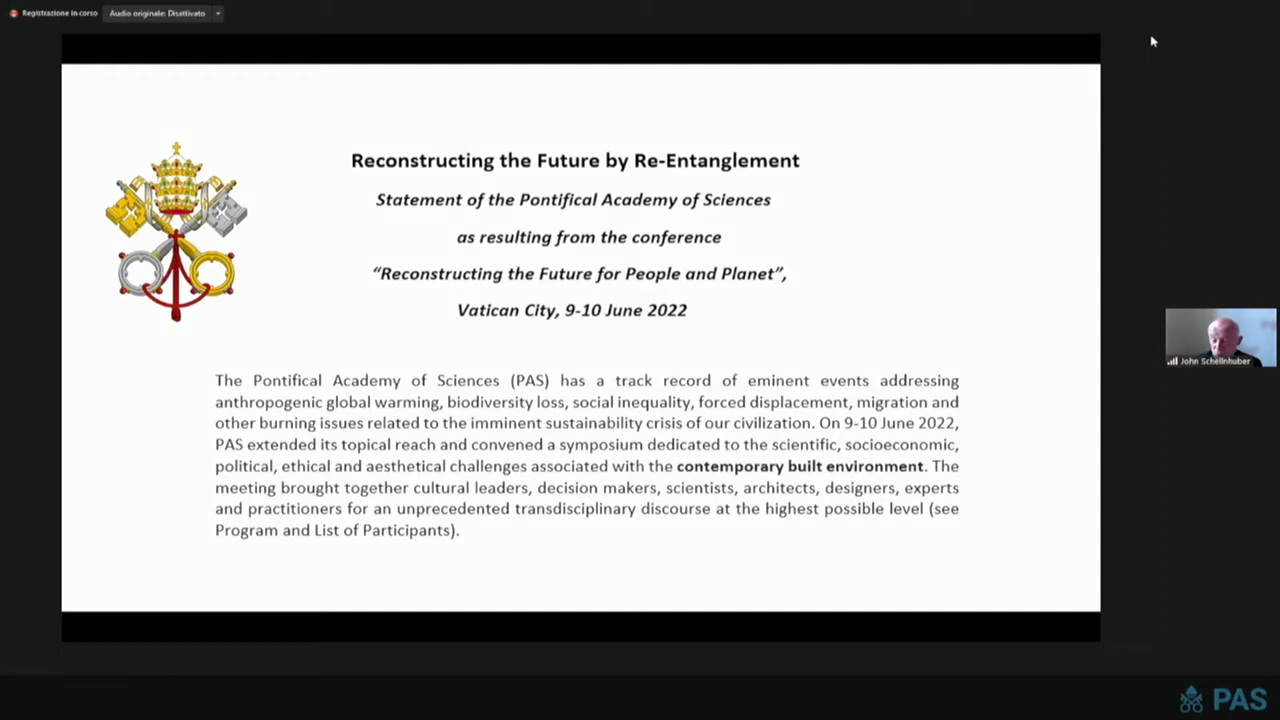 Registrazione in corso
Audio originale: Disattivato
Reconstructing the Future by Re-Entanglement
Statement of the Pontifical Academy of Sciences
as resulting from the conference
“Reconstructing the Future for People and Planet”,
Vatican City, 9-10 June 2022
The Pontifical Academy of Sciences (PAS) has a track record of eminent events addressing
anthropogenic global warming, biodiversity loss, social inequality, forced displacement, migration and
other burning issues related to the imminent sustainability crisis of our civilization. On 9-10 June 2022,
PAS extended its topical reach and convened a symposium dedicated to the scientific, socioeconomic,
political, ethical and aesthetical challenges associated with the contemporary built environment. The
meeting brought together cultural leaders, decision makers, scientists, architects, designers, experts
and practitioners for an unprecedented transdisciplinary discourse at the highest possible level (see
Program and List of Participants).
John Schellnhuber
PAS